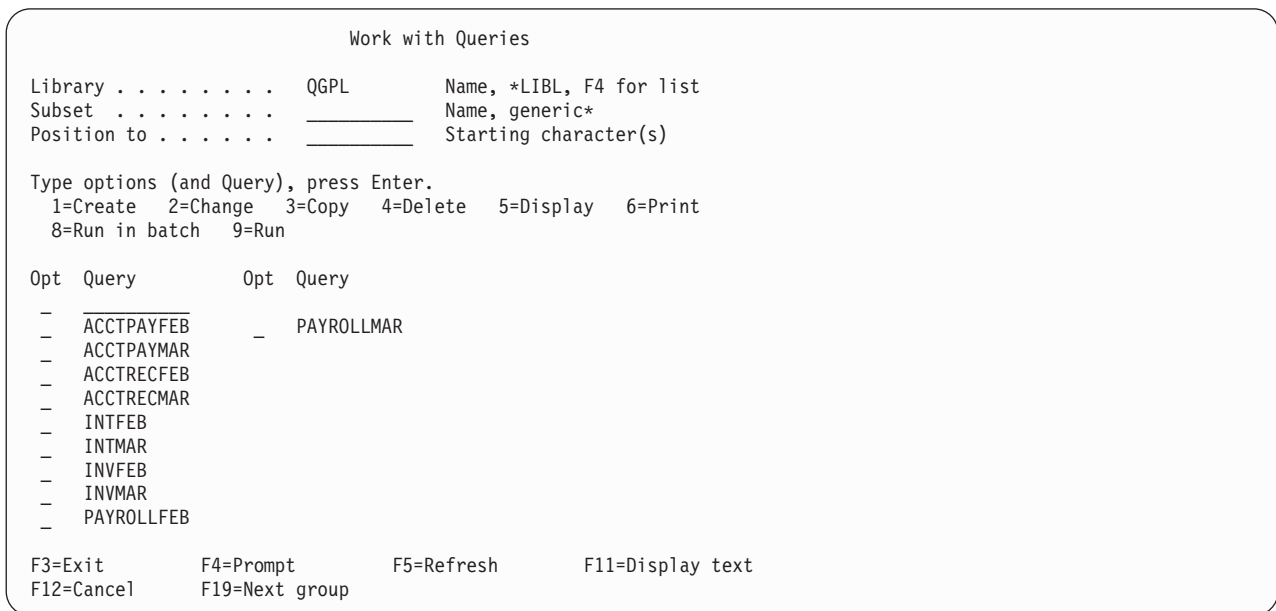 Work with Queries
Library . . . . . . . . QGPL Name, *LIBL, F4 for list
Subset . . . . . . . . __________ Name, generic*
Position to . . . . . . __________ Starting character(s)
Type options (and Query), press Enter.
1=Create 2=Change 3=Copy 4=Delete 5=Display 6=Print
8=Run in batch 9=Run
Opt Query Opt Query
_ __________
_ ACCTPAYFEB _ PAYROLLMAR
_ ACCTPAYMAR
_ ACCTRECFEB
_ ACCTRECMAR
_ INTFEB
_ INTMAR
_ INVFEB
_ INVMAR
_ PAYROLLFEB
F3=Exit F4=Prompt F5=Refresh F11=Display text
F12=Cancel F19=Next group